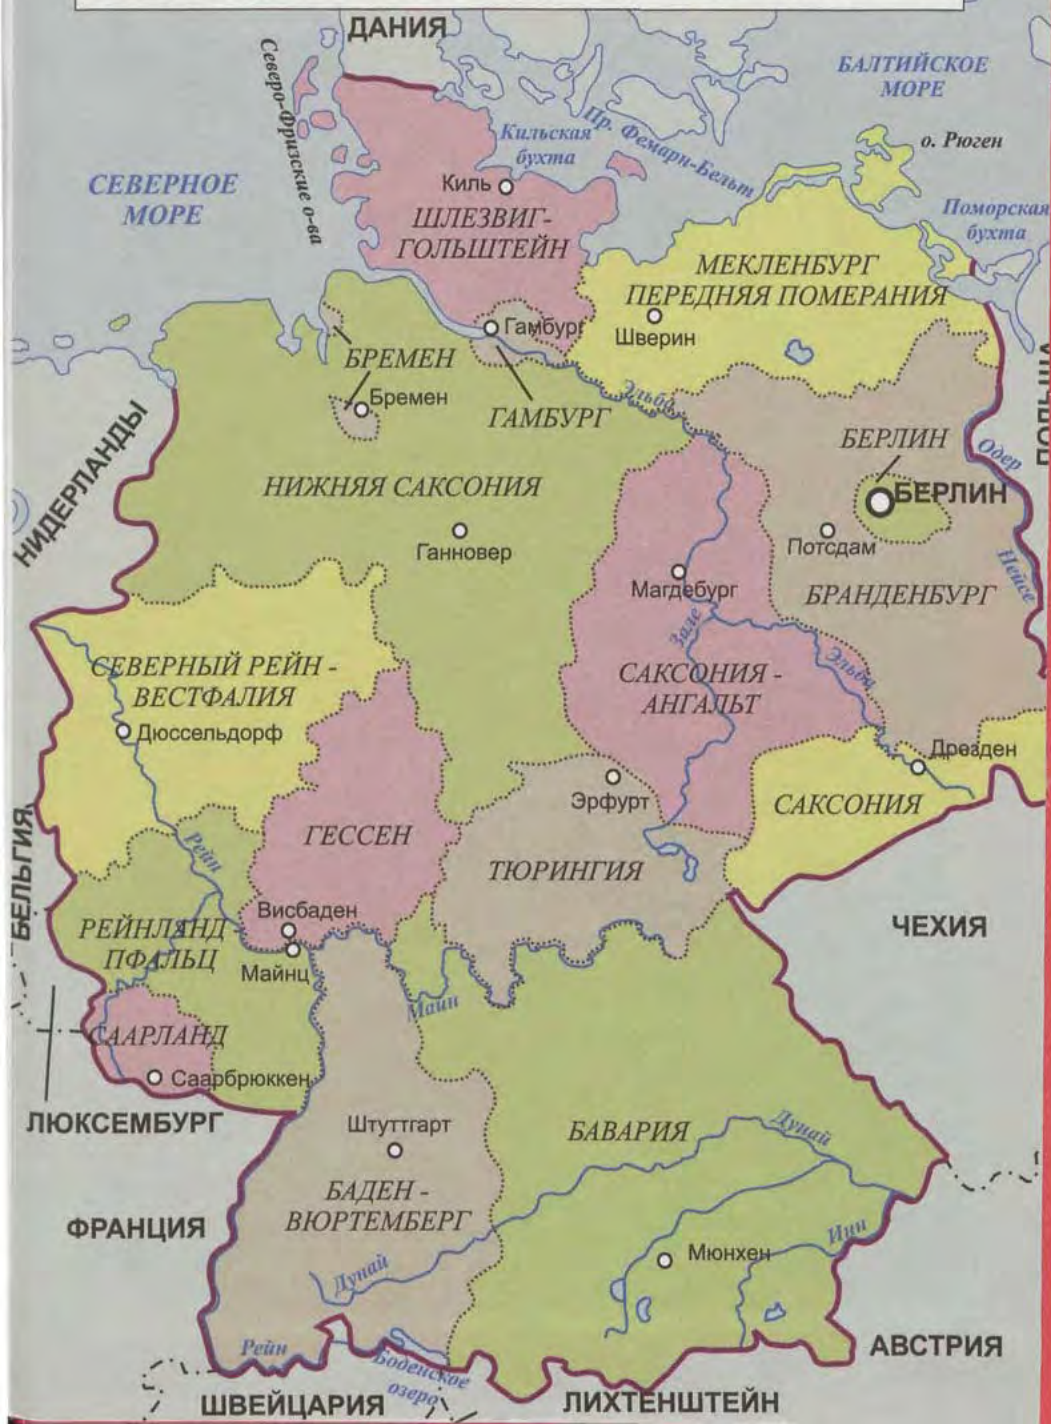 ДАНИЯ
Северо-Фризские о-ва
БАЛТИЙСКОЕ
МОРЕ
Пр. Фемарн-Бельт
Кильская
бухта
о. Рюген
СЕВЕРНОЕ
МОРЕ
Киль
Поморская
бухта
ШЛЕЗВИГ-
ГОЛЬШТЕЙН
МЕКЛЕНБУРГ
ПЕРЕДНЯЯ ПОМЕРАНИЯ
Гамбург
Шверин
БРЕМЕН
Бремен
ГАМБУРГ
Эльба
ПОЛЬША
НИДЕРЛАНДЫ
БЕРЛИН
Одер
НИЖНЯЯ САКСОНИЯ
БЕРЛИН
Ганновер
Потсдам
Нейсе
Магдебург
БРАНДЕНБУРГ
Зале
СЕВЕРНЫЙ РЕЙН -
ВЕСТФАЛИЯ
САКСОНИЯ -
АНГАЛЬТ
Эльба
Дюссельдорф
Дрезден
Эрфурт
САКСОНИЯ
ГЕССЕН
Рейн
БЕЛЬГИЯ
ТЮРИНГИЯ
Висбаден
РЕЙНЛАНД
ПФАЛЬЦ
Майнц
ЧЕХИЯ
Майн
СААРЛАНД
Саарбрюккен
ЛЮКСЕМБУРГ
Штуттгарт
БАВАРИЯ
Дунай
БАДЕН -
ВЮРТЕМБЕРГ
ФРАНЦИЯ
Мюнхен
Инн
Дунай
Рейн
Боденское
озеро
АВСТРИЯ
ШВЕЙЦАРИЯ
ЛИХТЕНШТЕЙН